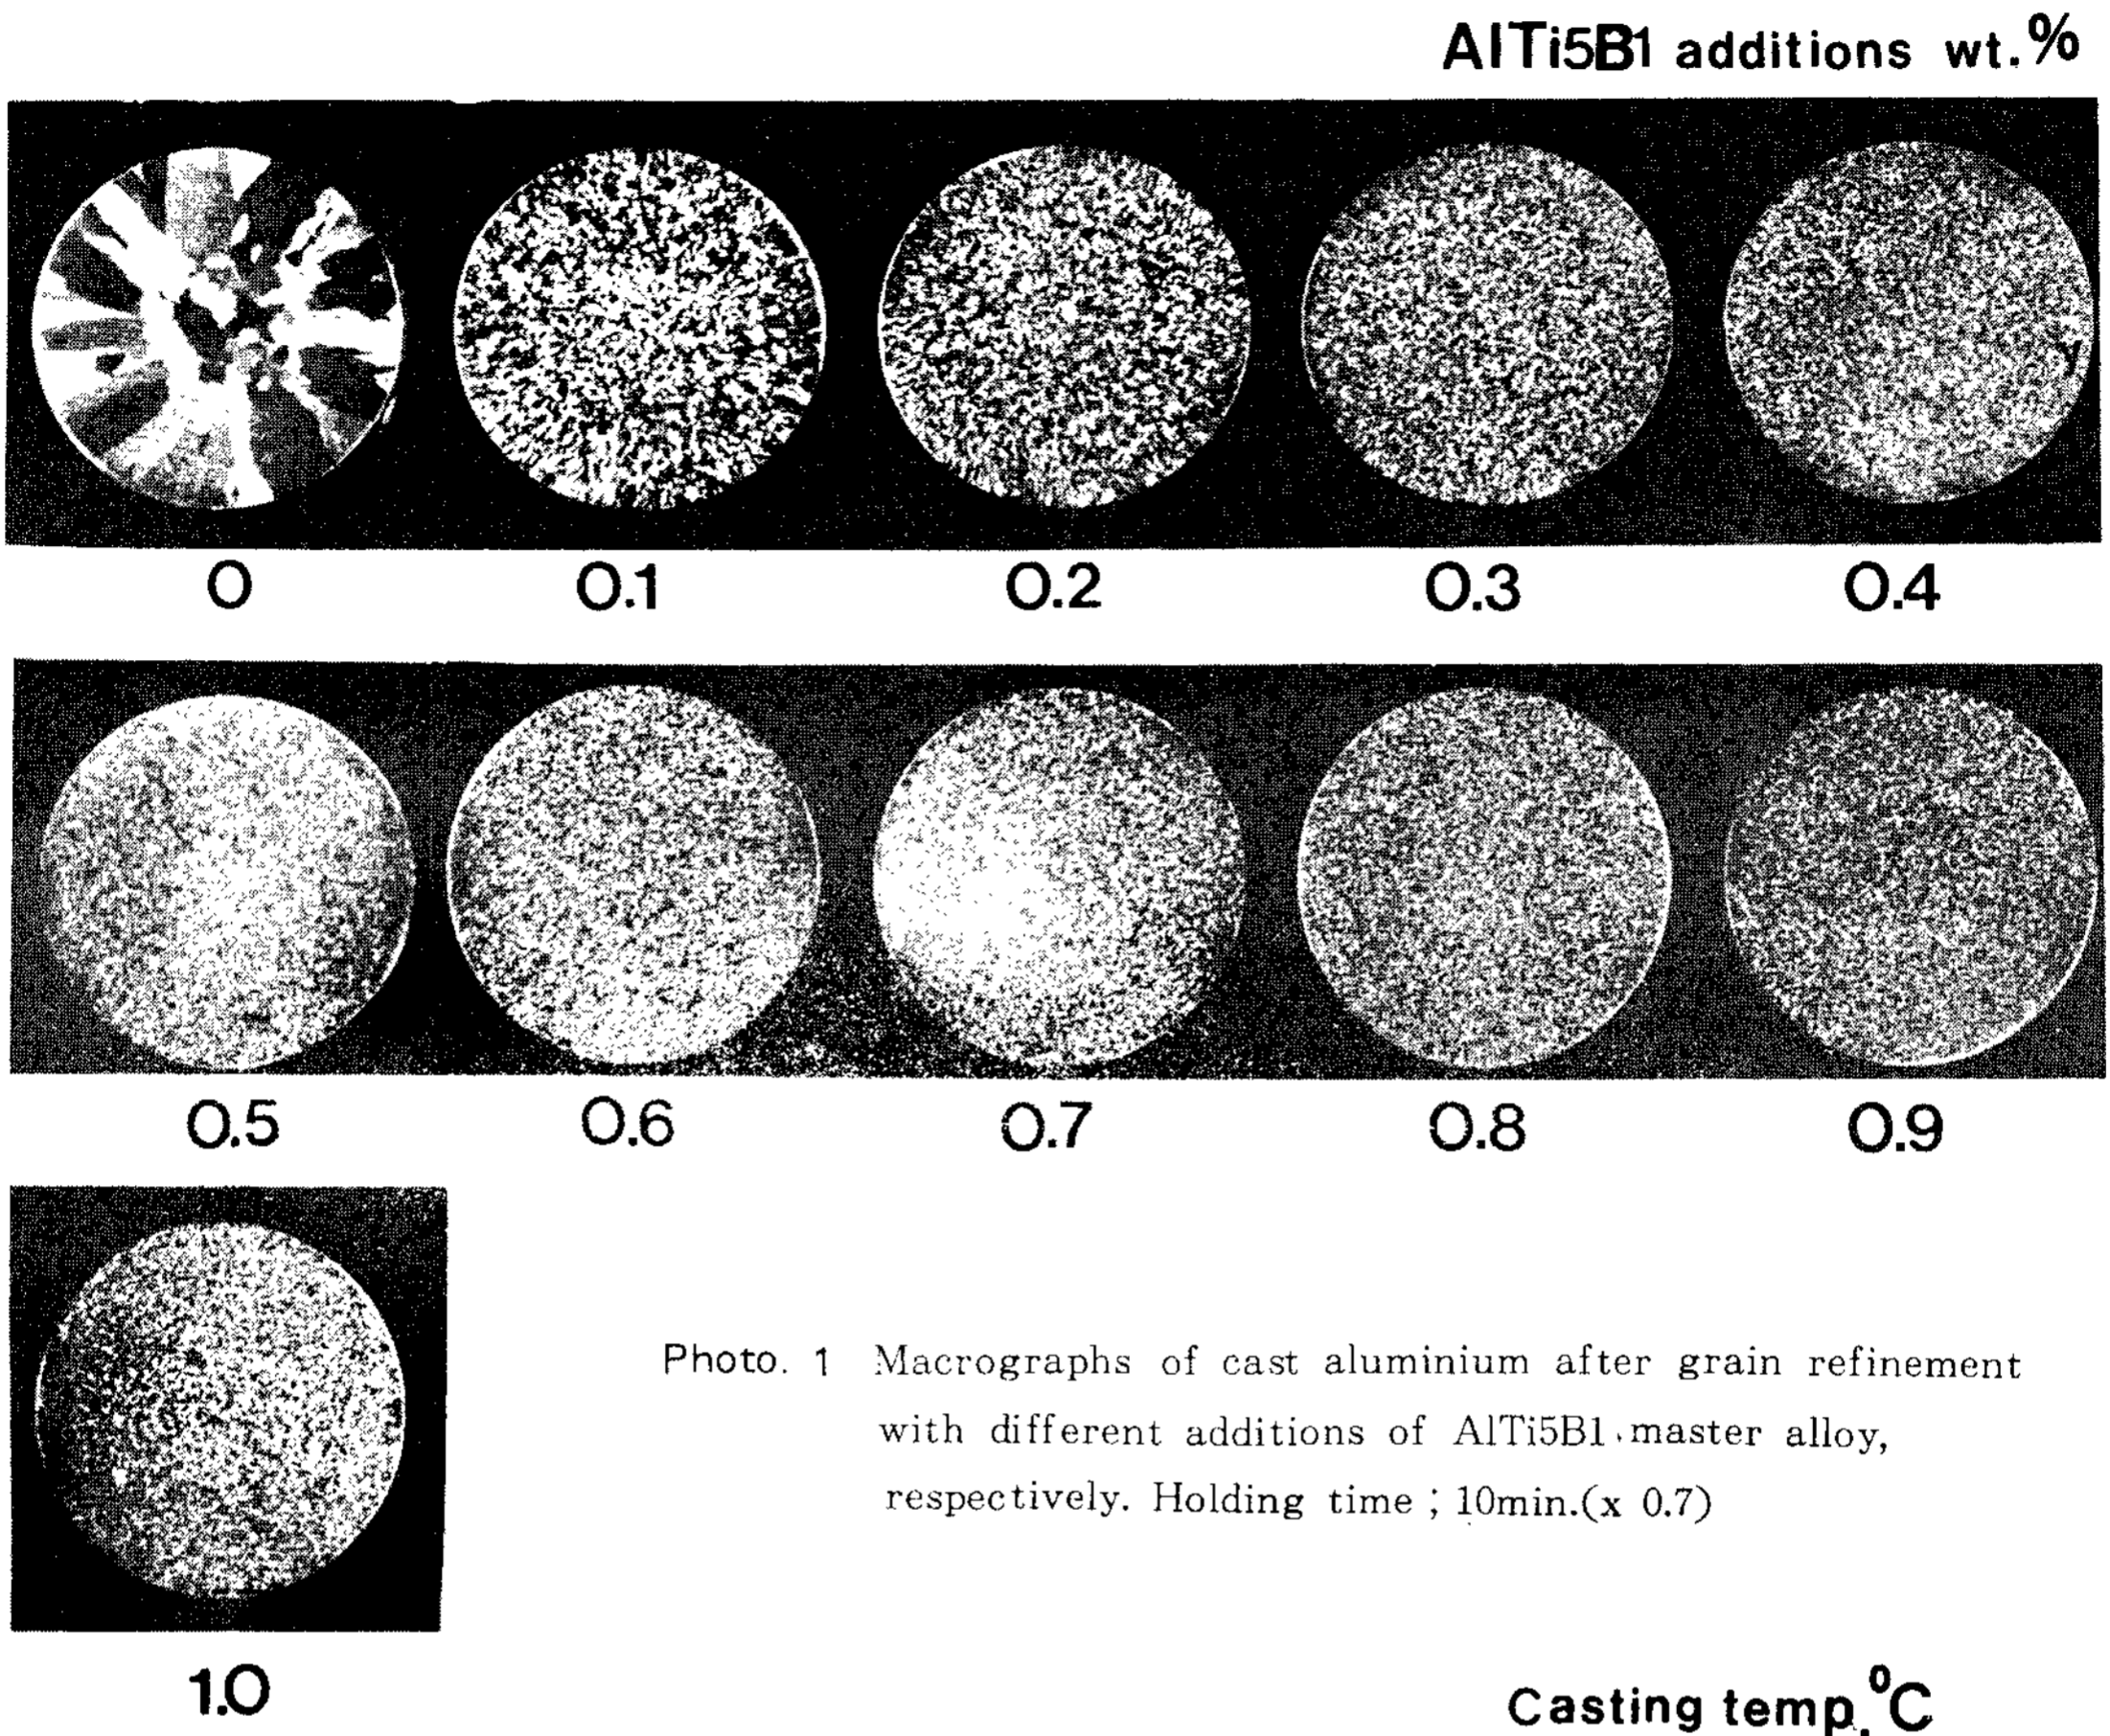 AlTi5B1 additions wt.%
0 0.1 0.2 0.3 0.4
0.5 0.6 0.7 0.8 0.9
1.0
Photo. 1 Macrographs of cast aluminium after grain refinement
with different additions of AlTi5B1 master alloy,
respectively. Holding time ; 10min.(x 0.7)
Casting temp. °C